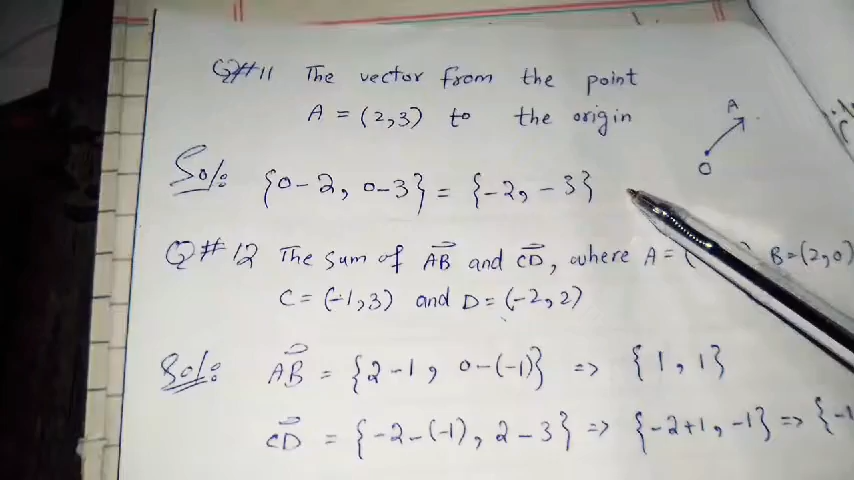 Q#11 The vector from the point
A = (2,3) to the origin
A
O
Sol: {0-2, 0-3} = {-2, -3}
Q#12 The sum of AB and CD, where A=( ), B=(2,0)
C = (-1,3) and D = (-2,2)
Sol: AB = {2-1, 0-(-1)} => {1, 1}
CD = {-2-(-1), 2-3} => {-2+1, -1} => {-1